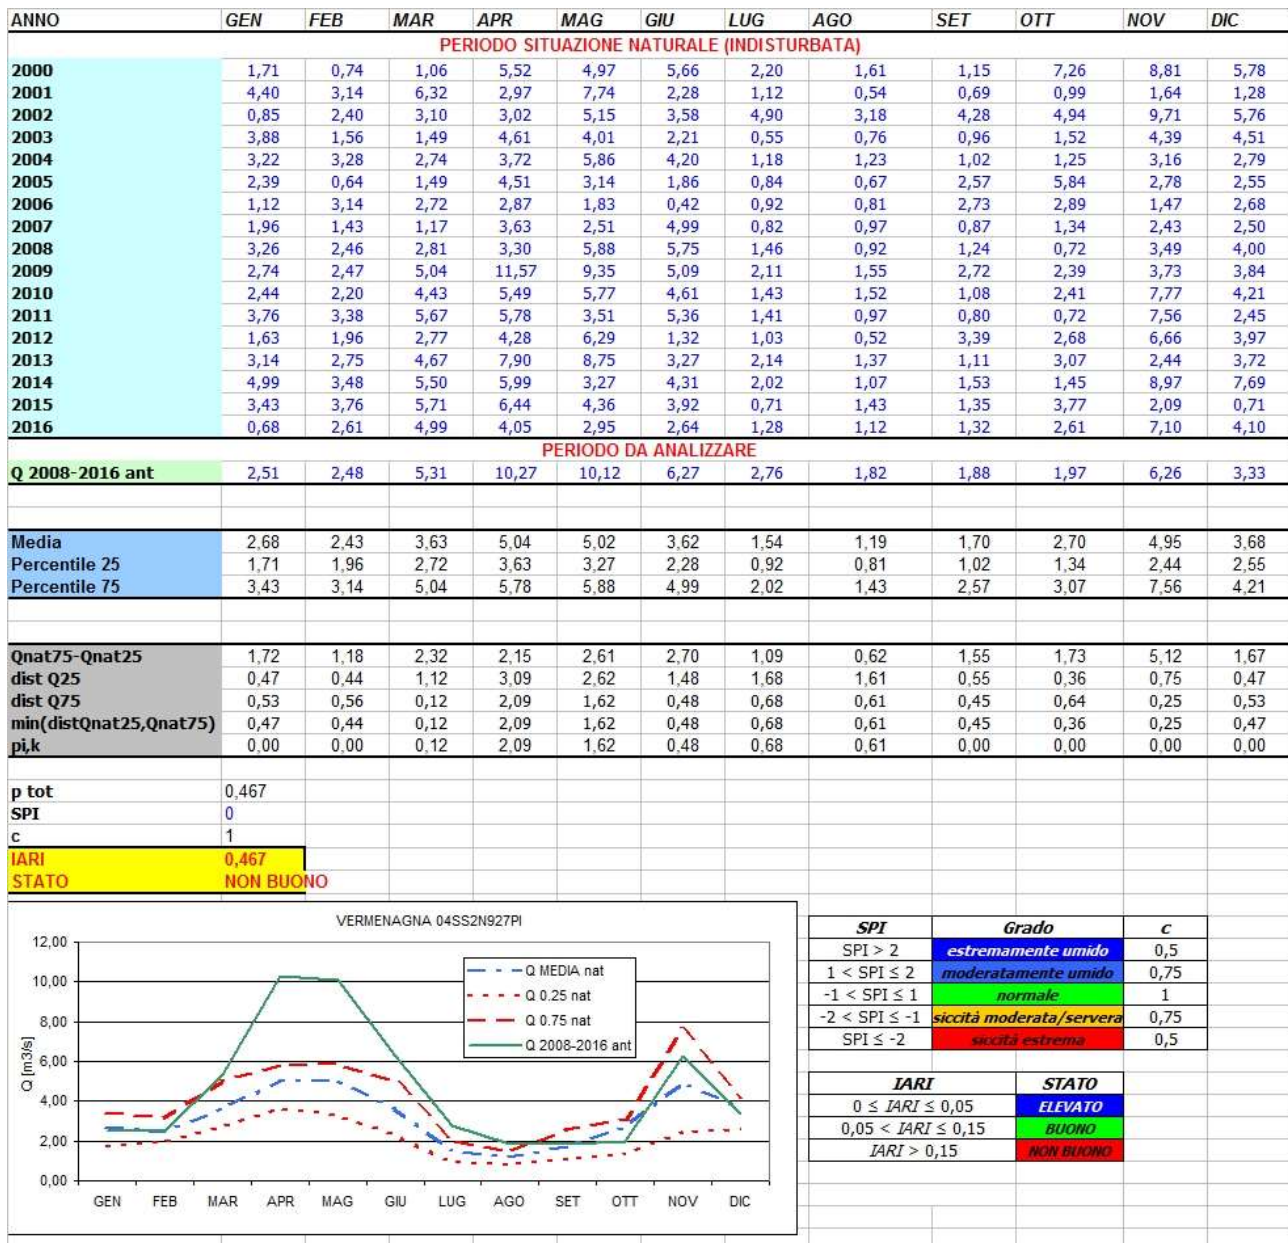 ANNO GEN FEB MAR APR MAG GIU LUG AGO SET OTT NOV DIC
PERIODO SITUAZIONE NATURALE (INDISTURBATA)
2000 1,71 0,74 1,06 5,52 4,97 5,66 2,20 1,61 1,15 7,26 8,81 5,78
2001 4,40 3,14 6,32 2,97 7,74 2,28 1,12 0,54 0,69 0,99 1,64 1,28
2002 0,85 2,40 3,10 3,02 5,15 3,58 4,90 3,18 4,28 4,94 9,71 5,76
2003 3,88 1,56 1,49 4,61 4,01 2,21 0,55 0,76 0,96 1,52 4,39 4,51
2004 3,22 3,28 2,74 3,72 5,86 4,20 1,18 1,23 1,02 1,25 3,16 2,79
2005 2,39 0,64 1,49 4,51 3,14 1,86 0,84 0,67 2,57 5,84 2,78 2,55
2006 1,12 3,14 2,72 2,87 1,83 0,42 0,92 0,81 2,73 2,89 1,47 2,68
2007 1,96 1,43 1,17 3,63 2,51 4,99 0,82 0,97 0,87 1,34 2,43 2,50
2008 3,26 2,46 2,81 3,30 5,88 5,75 1,46 0,92 1,24 0,72 3,49 4,00
2009 2,74 2,47 5,04 11,57 9,35 5,09 2,11 1,55 2,72 2,39 3,73 3,84
2010 2,44 2,20 4,43 5,49 5,77 4,61 1,43 1,52 1,08 2,41 7,77 4,21
2011 3,76 3,38 5,67 5,78 3,51 5,36 1,41 0,97 0,80 0,72 7,56 2,45
2012 1,63 1,96 2,77 4,28 6,29 1,32 1,03 0,52 3,39 2,68 6,66 3,97
2013 3,14 2,75 4,67 7,90 8,75 3,27 2,14 1,37 1,11 3,07 2,44 3,72
2014 4,99 3,48 5,50 5,99 3,27 4,31 2,02 1,07 1,53 1,45 8,97 7,69
2015 3,43 3,76 5,71 6,44 4,36 3,92 0,71 1,43 1,35 3,77 2,09 0,71
2016 0,68 2,61 4,99 4,05 2,95 2,64 1,28 1,12 1,32 2,61 7,10 4,10
PERIODO DA ANALIZZARE
Q 2008-2016 ant 2,51 2,48 5,31 10,27 10,12 6,27 2,76 1,82 1,88 1,97 6,26 3,33
Media 2,68 2,43 3,63 5,04 5,02 3,62 1,54 1,19 1,70 2,70 4,95 3,68
Percentile 25 1,71 1,96 2,72 3,63 3,27 2,28 0,92 0,81 1,02 1,34 2,44 2,55
Percentile 75 3,43 3,14 5,04 5,78 5,88 4,99 2,02 1,43 2,57 3,07 7,56 4,21
Qnat75-Qnat25 1,72 1,18 2,32 2,15 2,61 2,70 1,09 0,62 1,55 1,73 5,12 1,67
dist Q25 0,47 0,44 1,12 3,09 2,62 1,48 1,68 1,61 0,55 0,36 0,75 0,47
dist Q75 0,53 0,56 0,12 2,09 1,62 0,48 0,68 0,61 0,45 0,64 0,25 0,53
min(distQnat25,Qnat75) 0,47 0,44 0,12 2,09 1,62 0,48 0,68 0,61 0,45 0,36 0,25 0,47
pi,k 0,00 0,00 0,12 2,09 1,62 0,48 0,68 0,61 0,00 0,00 0,00 0,00
p tot 0,467
SPI 0
c 1
IARI 0,467
STATO NON BUONO
VERMENAGNA 04SS2N927PI
12,00
10,00
8,00
6,00
4,00
2,00
0,00
Q [m3/s]
Q MEDIA nat
Q 0.25 nat
Q 0.75 nat
Q 2008-2016 ant
GEN FEB MAR APR MAG GIU LUG AGO SET OTT NOV DIC
SPI Grado c
SPI > 2 estremamente umido 0,5
1 < SPI ≤ 2 moderatamente umido 0,75
-1 < SPI ≤ 1 normale 1
-2 < SPI ≤ -1 siccità moderata/servera 0,75
SPI ≤ -2 siccità estrema 0,5
IARI STATO
0 ≤ IARI ≤ 0,05 ELEVATO
0,05 < IARI ≤ 0,15 BUONO
IARI > 0,15 NON BUONO